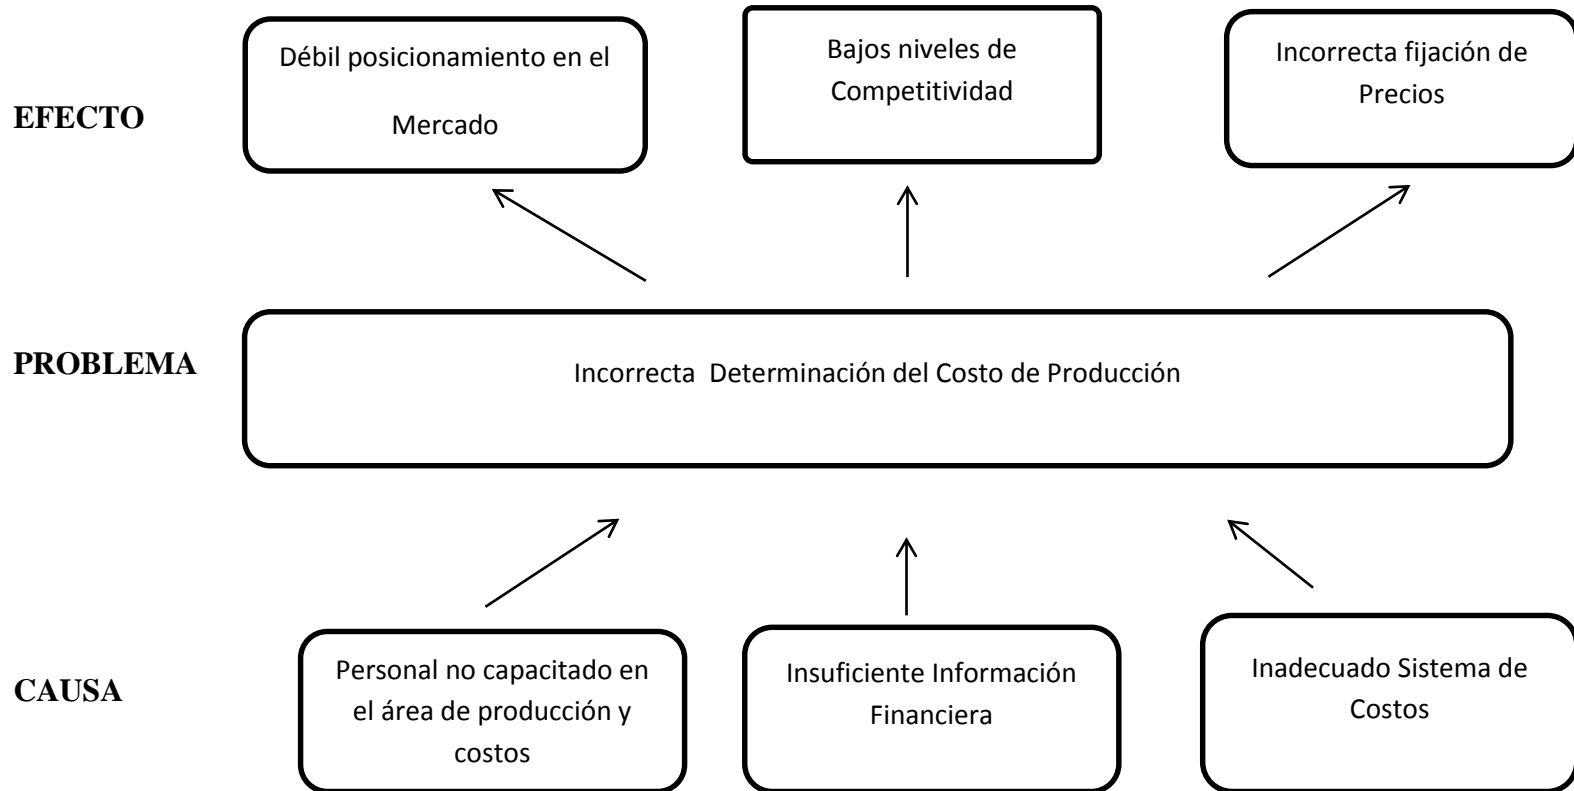 Débil posicionamiento en el
Mercado
Bajos niveles de
Competitividad
Incorrecta fijación de
Precios
EFECTO
PROBLEMA
Incorrecta  Determinación del Costo de Producción
CAUSA
Personal no capacitado en
el área de producción y
costos
Insuficiente Información
Financiera
Inadecuado Sistema de
Costos